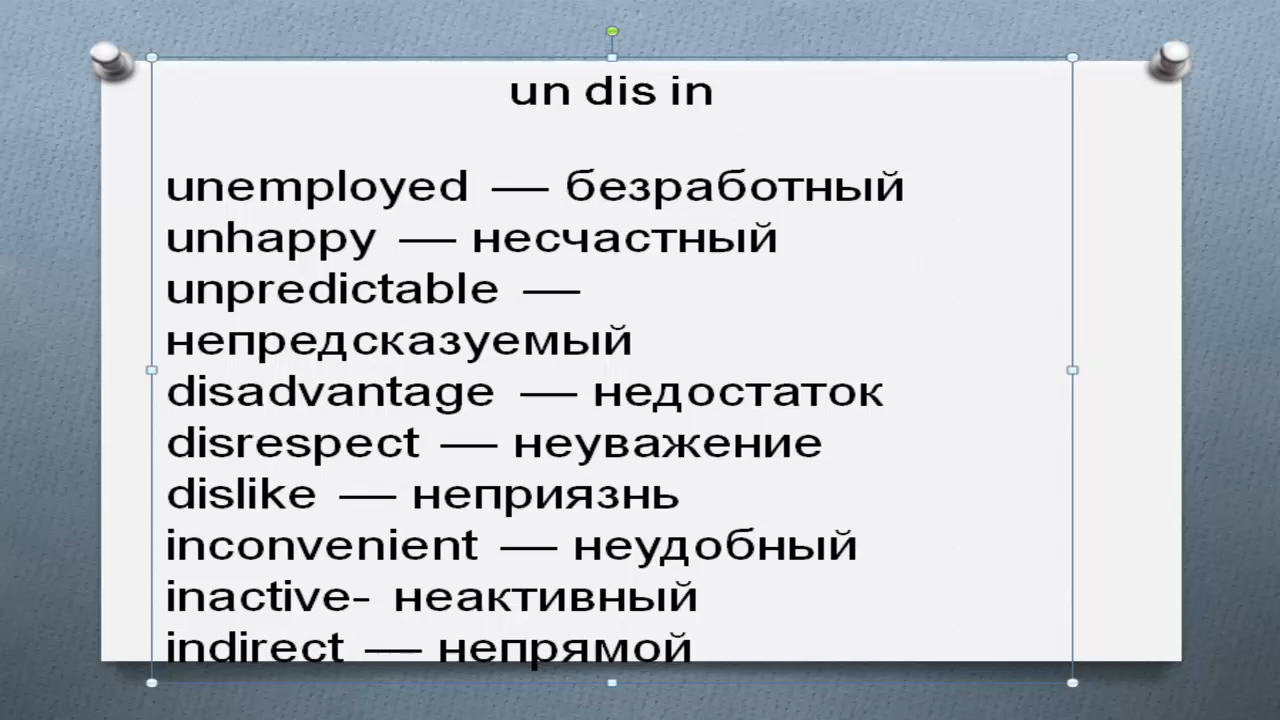 un dis in
unemployed — безработный
unhappy — несчастный
unpredictable —
непредсказуемый
disadvantage — недостаток
disrespect — неуважение
dislike — неприязнь
inconvenient — неудобный
inactive- неактивный
indirect — непрямой